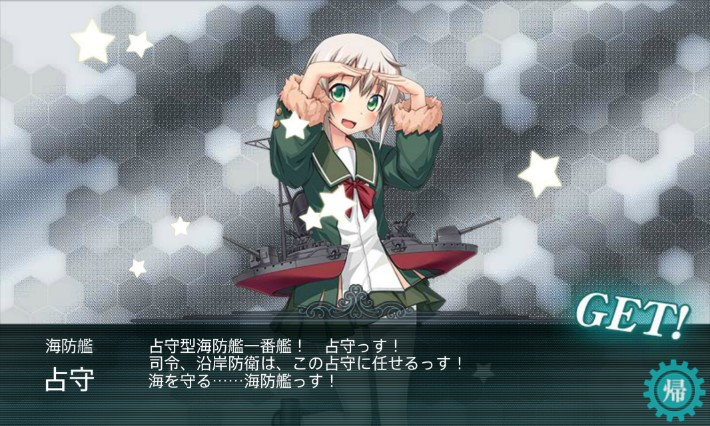 GET!
海防艦
占守
占守型海防艦一番艦！　占守っす！
司令、沿岸防衛は、この占守に任せるっす！
海を守る……海防艦っす！
帰